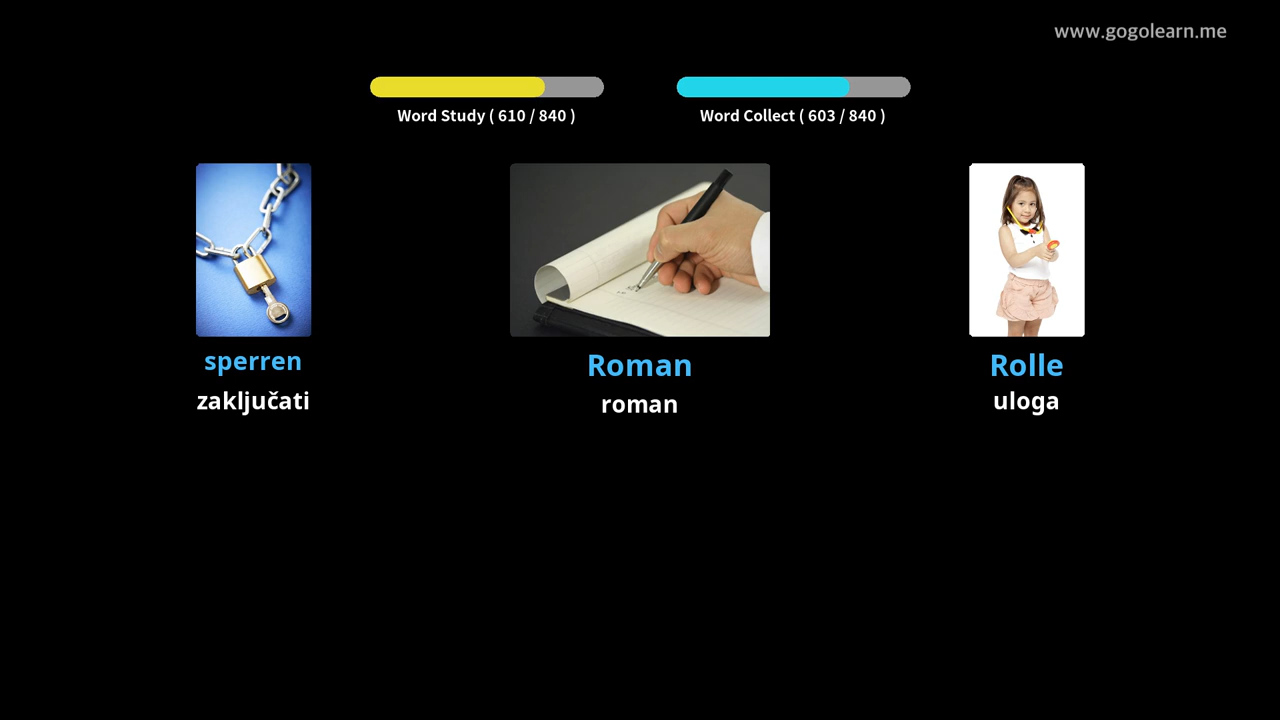 www.gogolearn.me
Word Study ( 610 / 840 )
Word Collect ( 603 / 840 )
sperren
zaključati
Roman
roman
Rolle
uloga